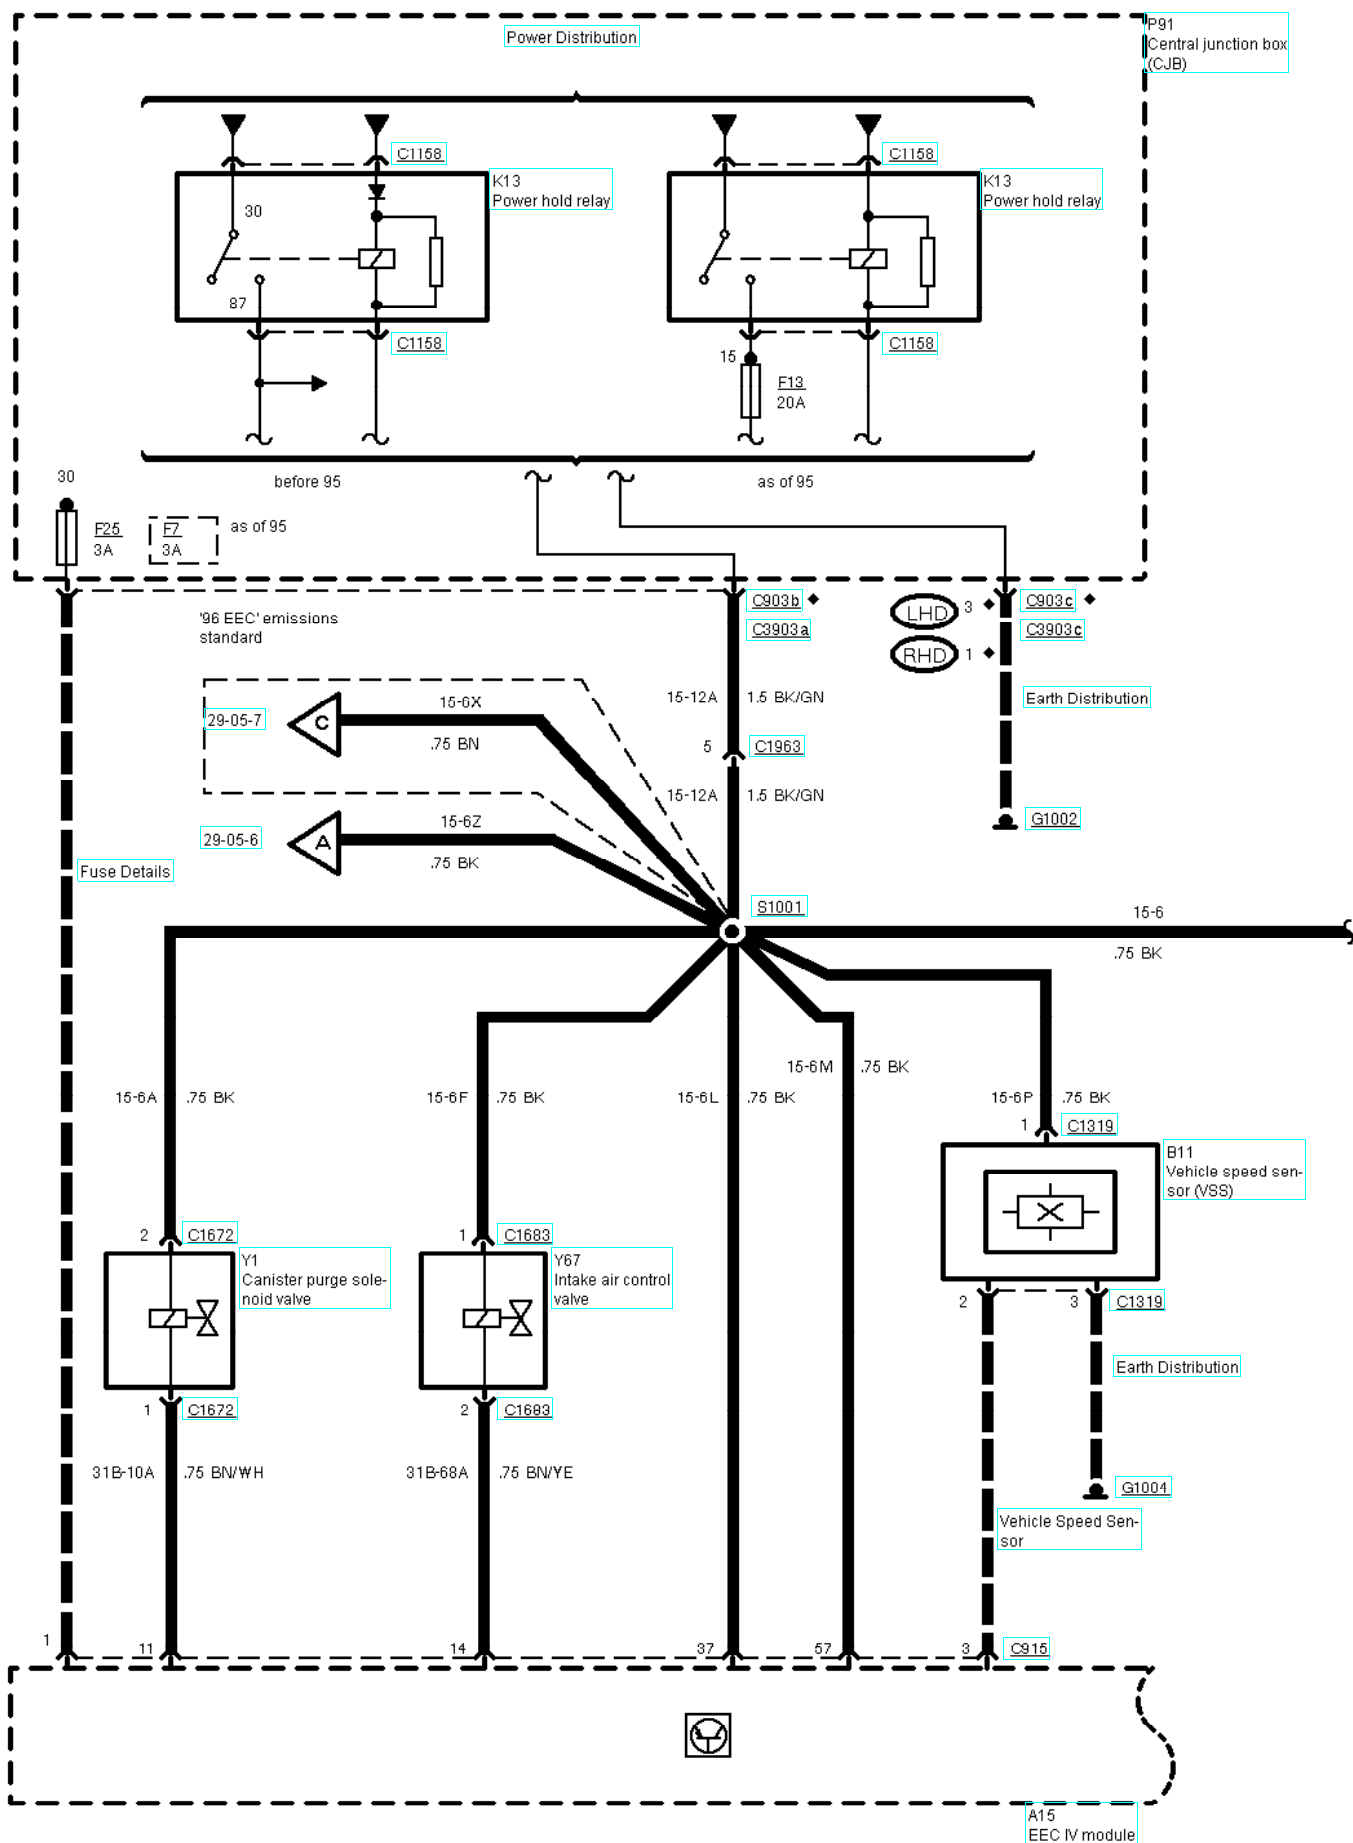 Power Distribution
P91
Central junction box
(CJB)
C1158
C1158
K13
Power hold relay
K13
Power hold relay
30
87
C1158
C1158
15
F13
20A
before 95
as of 95
30
F25
3A
F7
3A
as of 95
'96 EEC' emissions
standard
C903b
C3903a
LHD
3
C903c
C3903c
RHD
1
15-12A
1.5 BK/GN
Earth Distribution
29-05-7
C
15-6X
.75 BN
5
C1963
15-12A
1.5 BK/GN
G1002
29-05-6
A
15-6Z
.75 BK
Fuse Details
S1001
15-6
.75 BK
15-6M
.75 BK
15-6A
.75 BK
15-6F
.75 BK
15-6L
.75 BK
15-6P
.75 BK
1
C1319
B11
Vehicle speed sen-
sor (VSS)
2
C1672
1
C1683
Y1
Canister purge sole-
noid valve
Y67
Intake air control
valve
2
3
C1319
Earth Distribution
1
C1672
2
C1683
31B-10A
.75 BN/WH
31B-68A
.75 BN/YE
G1004
Vehicle Speed Sen-
sor
1
11
14
37
57
3
C915
A15
EEC IV module